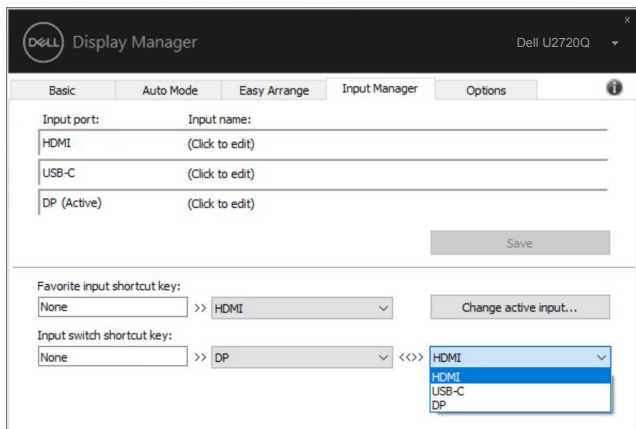 x
DELL Display Manager Dell U2720Q
Basic Auto Mode Easy Arrange Input Manager Options i
Input port: Input name:
HDMI (Click to edit)
USB-C (Click to edit)
DP (Active) (Click to edit)
Save
Favorite input shortcut key:
None >> HDMI Change active input...
Input switch shortcut key:
None >> DP <<>> HDMI
HDMI
USB-C
DP